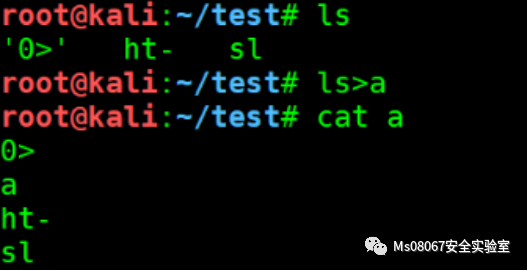 root@kali:~/test# ls
'0>'   ht-   sl
root@kali:~/test# ls>a
root@kali:~/test# cat a
0>
a
ht-
sl
Ms08067安全实验室